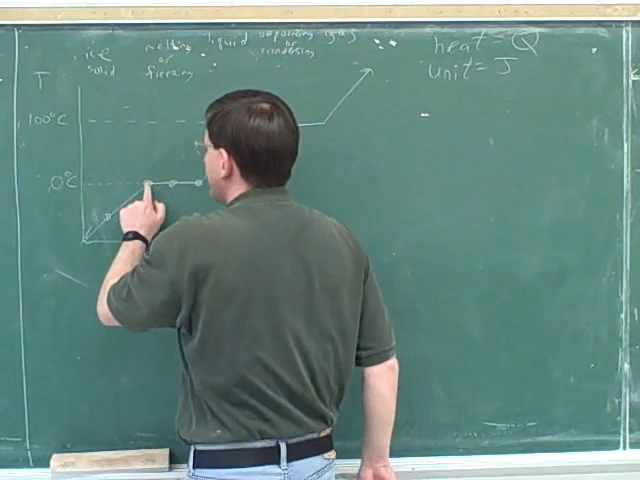 ice
solid
melting
or
freezing
liquid
vaporizing
or
condensing
gas
heat = Q
unit = J
T
100°C
0°C